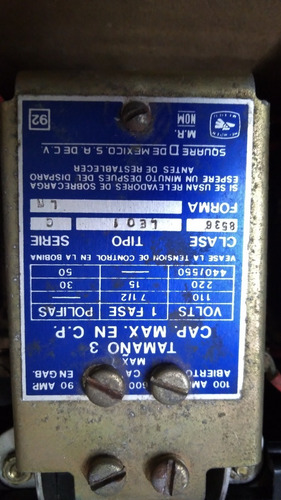 100 AMP 600 90 AMP
ABIERTO CA EN GAB.
MAX
TAMAÑO 3
CAP. MAX. EN C.P.
VOLTS 1 FASE POLIFAS
110 7 1/2 —
220 15 30
440/550 — 50
VEASE LA TENSION DE CONTROL EN LA BOBINA
CLASE TIPO SERIE
8536 LEO1 C
FORMA
SI SE USAN RELEVADORES DE SOBRECARGA
ESPERE UN MINUTO DESPUES DEL DISPARO
ANTES DE RESTABLECER
SQUARE D DE MEXICO, S. A. DE C. V.
M.R.
NOM
92